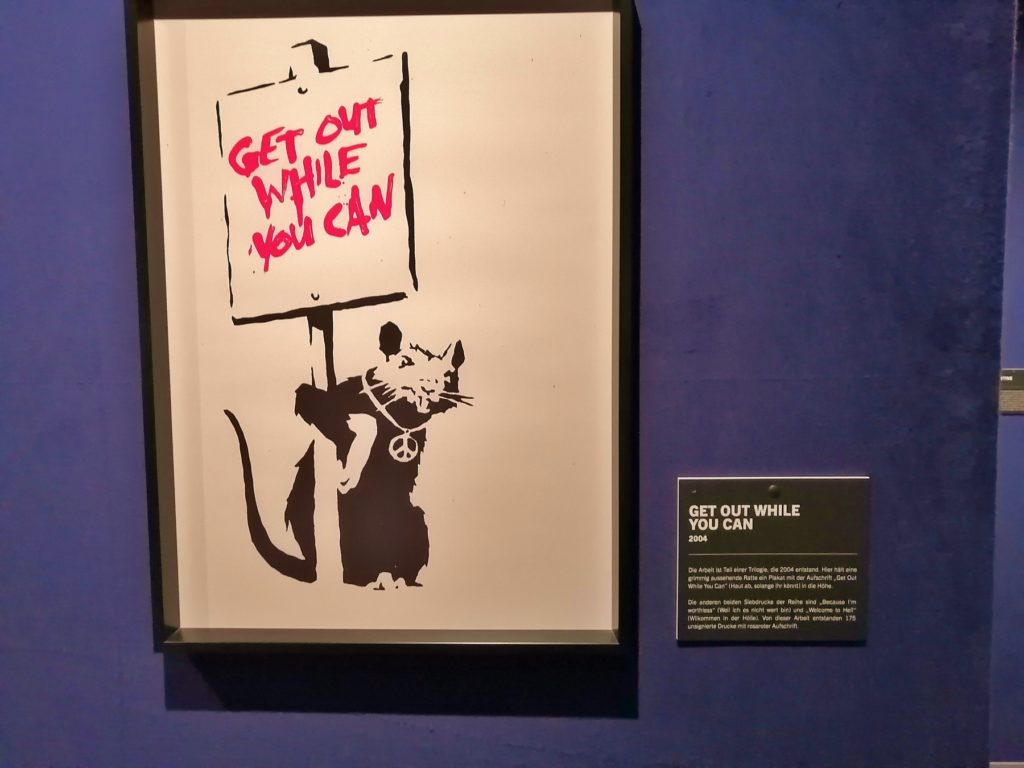 GET OUT
WHILE
YOU CAN
GET OUT WHILE
YOU CAN
2004
Die Arbeit ist Teil einer Trilogie, die 2004 entstand. Hier hält eine
grimmig aussehende Ratte ein Plakat mit der Aufschrift „Get Out
While You Can“ (Haut ab, solange ihr könnt) in die Höhe.
Die anderen beiden Siebdrucke der Reihe sind „Because I'm
worthless“ (Weil ich es nicht wert bin) und „Welcome to Hell“
(Willkommen in der Hölle). Von dieser Arbeit entstanden 175
unsignierte Drucke mit rosaroter Aufschrift.